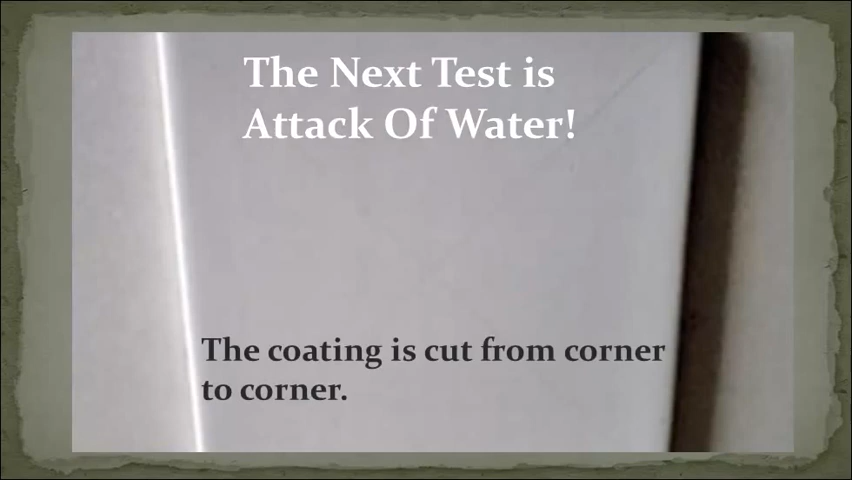 The Next Test is
Attack Of Water!
The coating is cut from corner
to corner.